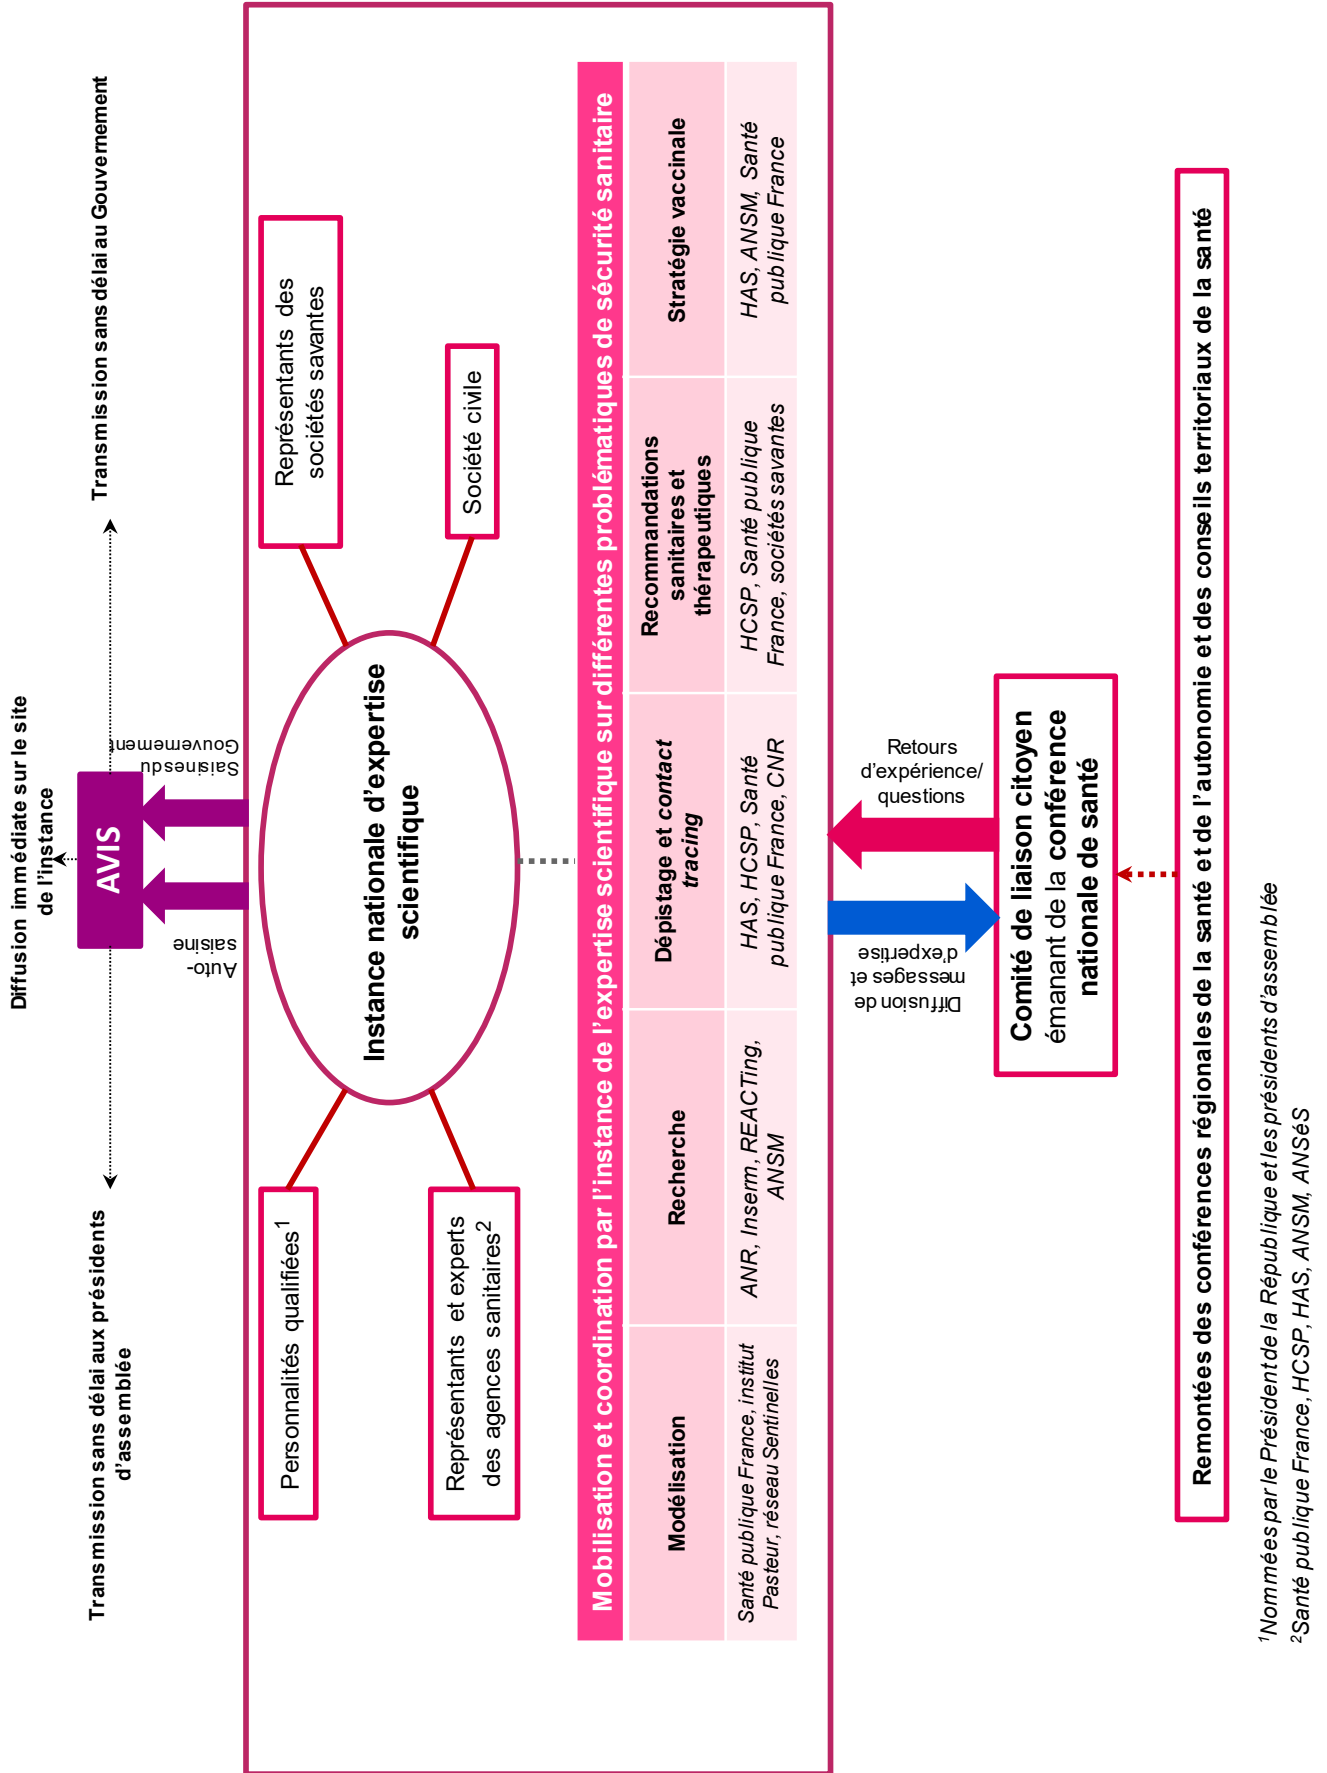 Diffusion immédiate sur le site
de l'instance
Transmission sans délai aux présidents
d'assemblée
AVIS
Transmission sans délai au Gouvernement
Auto-
saisine
Saisines du
Gouvernement
Personnalités qualifiées1
Représentants des
sociétés savantes
Instance nationale d'expertise
scientifique
Représentants et experts
des agences sanitaires2
Société civile
Mobilisation et coordination par l'instance de l'expertise scientifique sur différentes problématiques de sécurité sanitaire
Modélisation
Recherche
Dépistage et contact
tracing
Recommandations
sanitaires et
thérapeutiques
Stratégie vaccinale
Santé publique France, institut
Pasteur, réseau Sentinelles
ANR, Inserm, REACTing,
ANSM
HAS, HCSP, Santé
publique France, CNR
HCSP, Santé publique
France, sociétés savantes
HAS, ANSM, Santé
publique France
Diffusion de
messages et
d'expertise
Retours
d'expérience/
questions
Comité de liaison citoyen
émanant de la conférence
nationale de santé
Remontées des conférences régionales de la santé et de l'autonomie et des conseils territoriaux de la santé
1Nommées par le Président de la République et les présidents d'assemblée
2Santé publique France, HCSP, HAS, ANSM, ANSéS